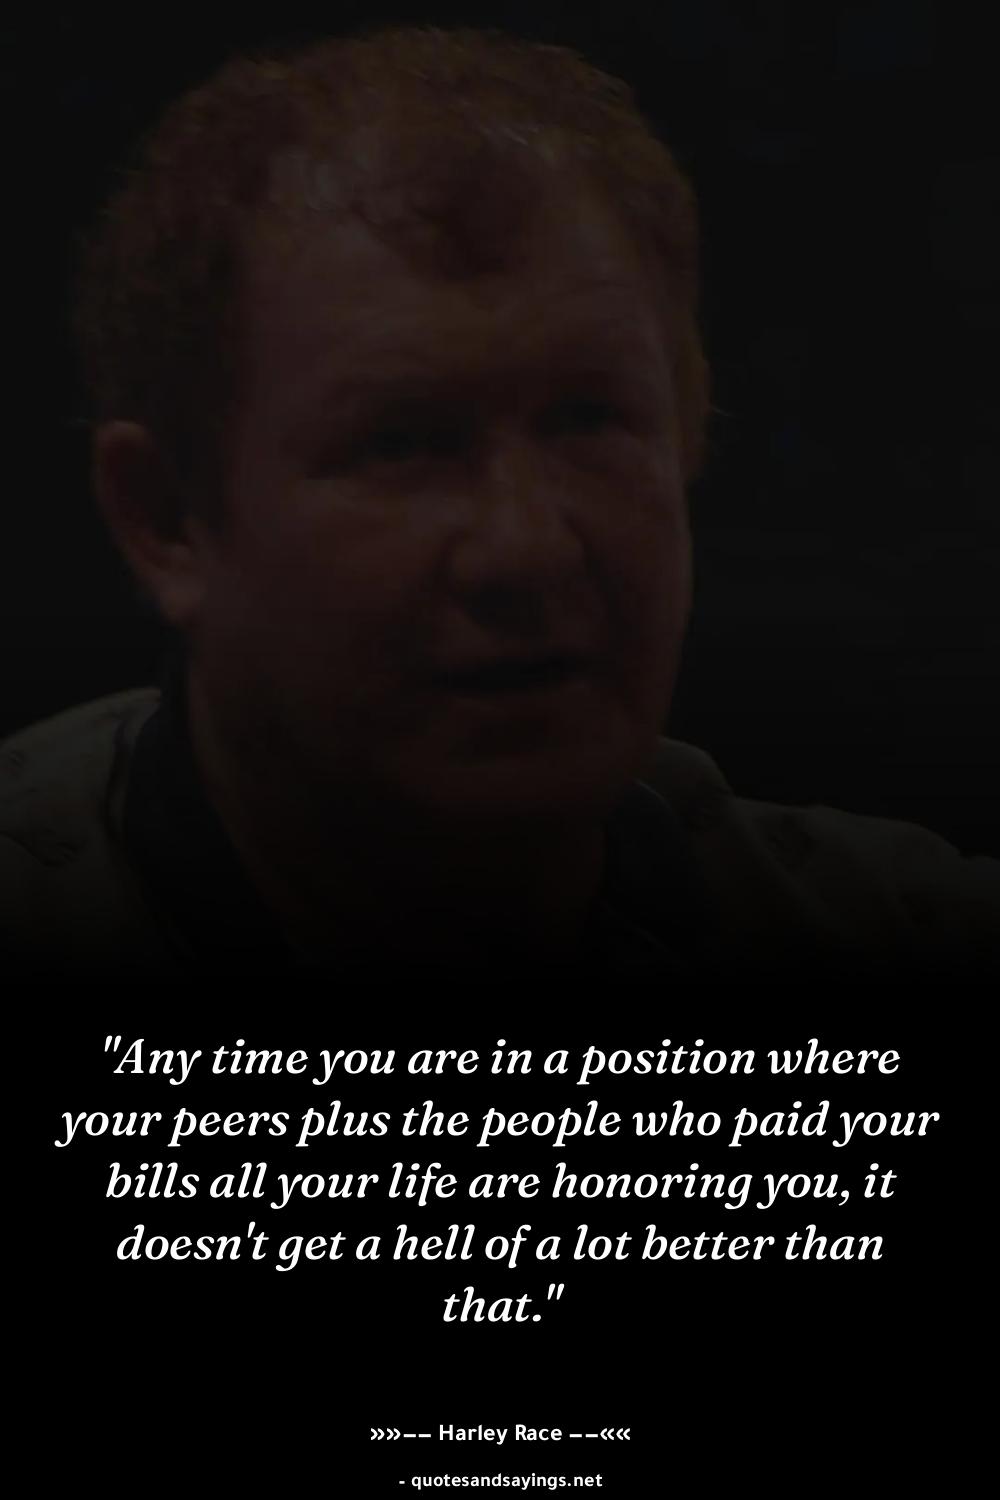 "Any time you are in a position where
your peers plus the people who paid your
bills all your life are honoring you, it
doesn't get a hell of a lot better than
that."
»»–– Harley Race ––««
- quotesandsayings.net